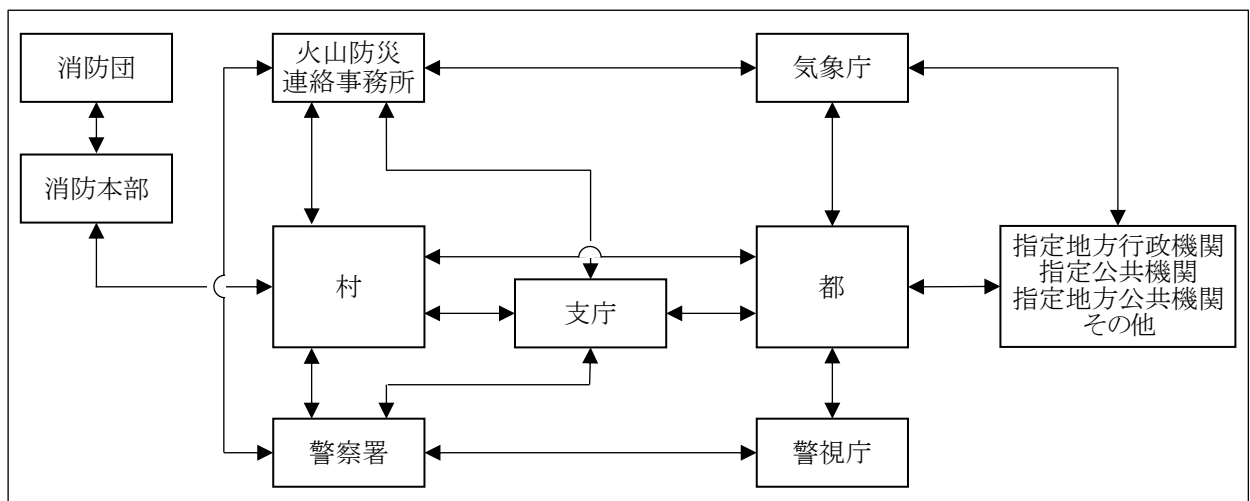 消防団
火山防災
連絡事務所
気象庁
消防本部
村
支庁
都
指定地方行政機関
指定公共機関
指定地方公共機関
その他
警察署
警視庁